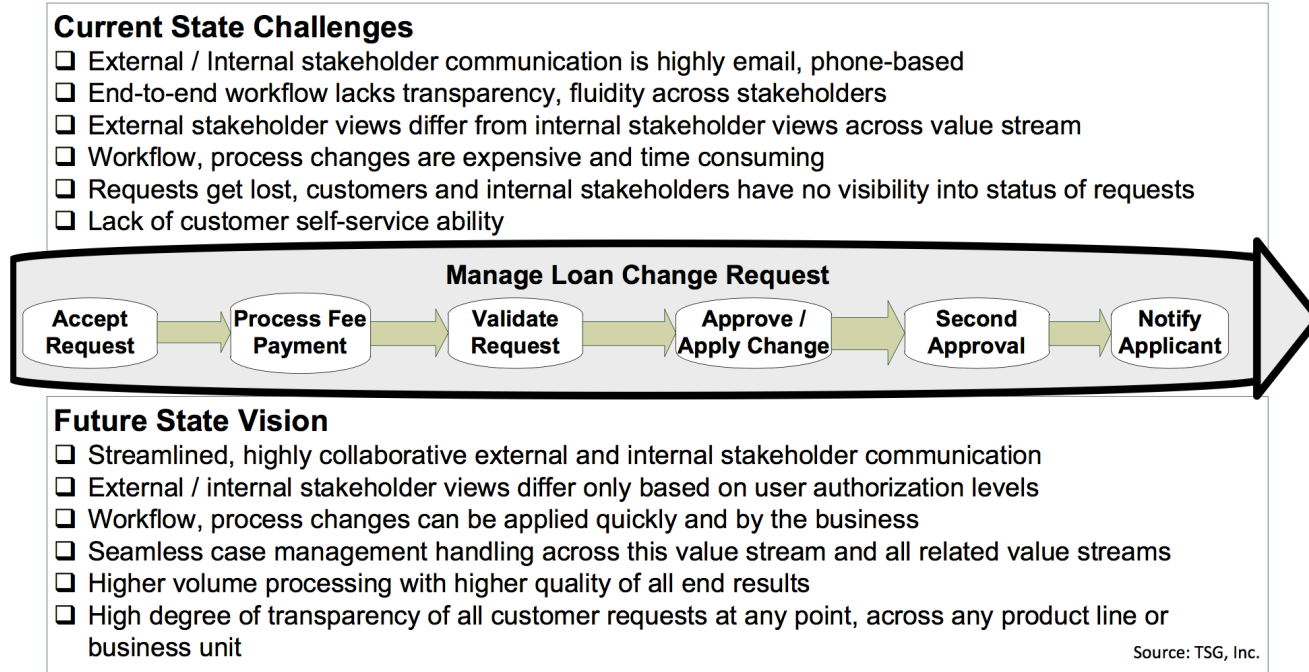 Current State Challenges
❑ External / Internal stakeholder communication is highly email, phone-based
❑ End-to-end workflow lacks transparency, fluidity across stakeholders
❑ External stakeholder views differ from internal stakeholder views across value stream
❑ Workflow, process changes are expensive and time consuming
❑ Requests get lost, customers and internal stakeholders have no visibility into status of requests
❑ Lack of customer self-service ability
Manage Loan Change Request
Accept
Request
Process Fee
Payment
Validate
Request
Approve /
Apply Change
Second
Approval
Notify
Applicant
Future State Vision
❑ Streamlined, highly collaborative external and internal stakeholder communication
❑ External / internal stakeholder views differ only based on user authorization levels
❑ Workflow, process changes can be applied quickly and by the business
❑ Seamless case management handling across this value stream and all related value streams
❑ Higher volume processing with higher quality of all end results
❑ High degree of transparency of all customer requests at any point, across any product line or
business unit
Source: TSG, Inc.